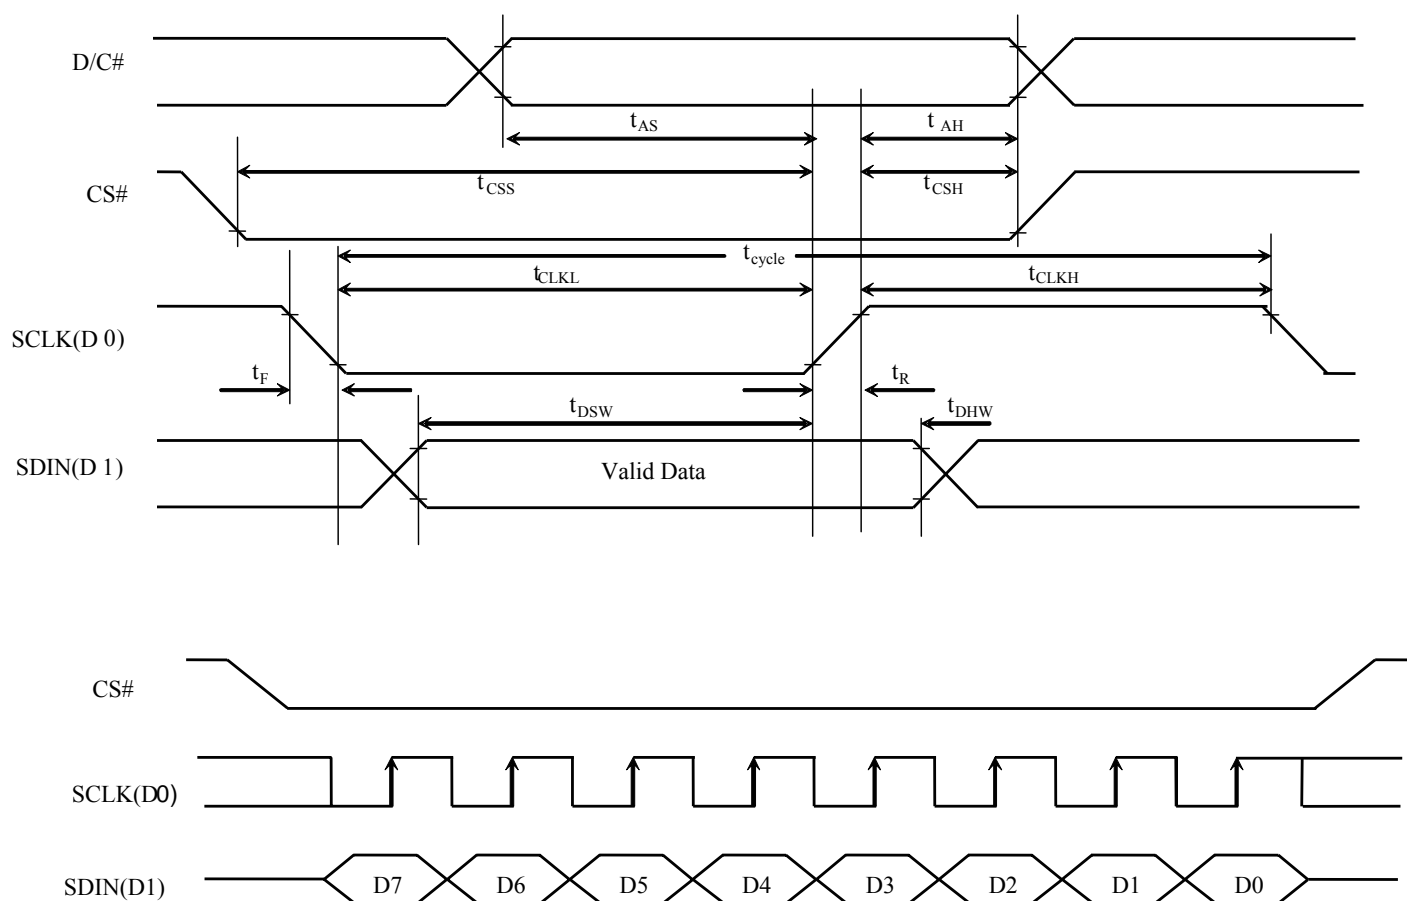 D/C#
tAS
t AH
CS#
tCSS
tCSH
tcycle
tCLKL
tCLKH
SCLK(D 0)
tF
tR
tDSW
tDHW
SDIN(D 1)
Valid Data
CS#
SCLK(D0)
SDIN(D1)
D7 D6 D5 D4 D3 D2 D1 D0